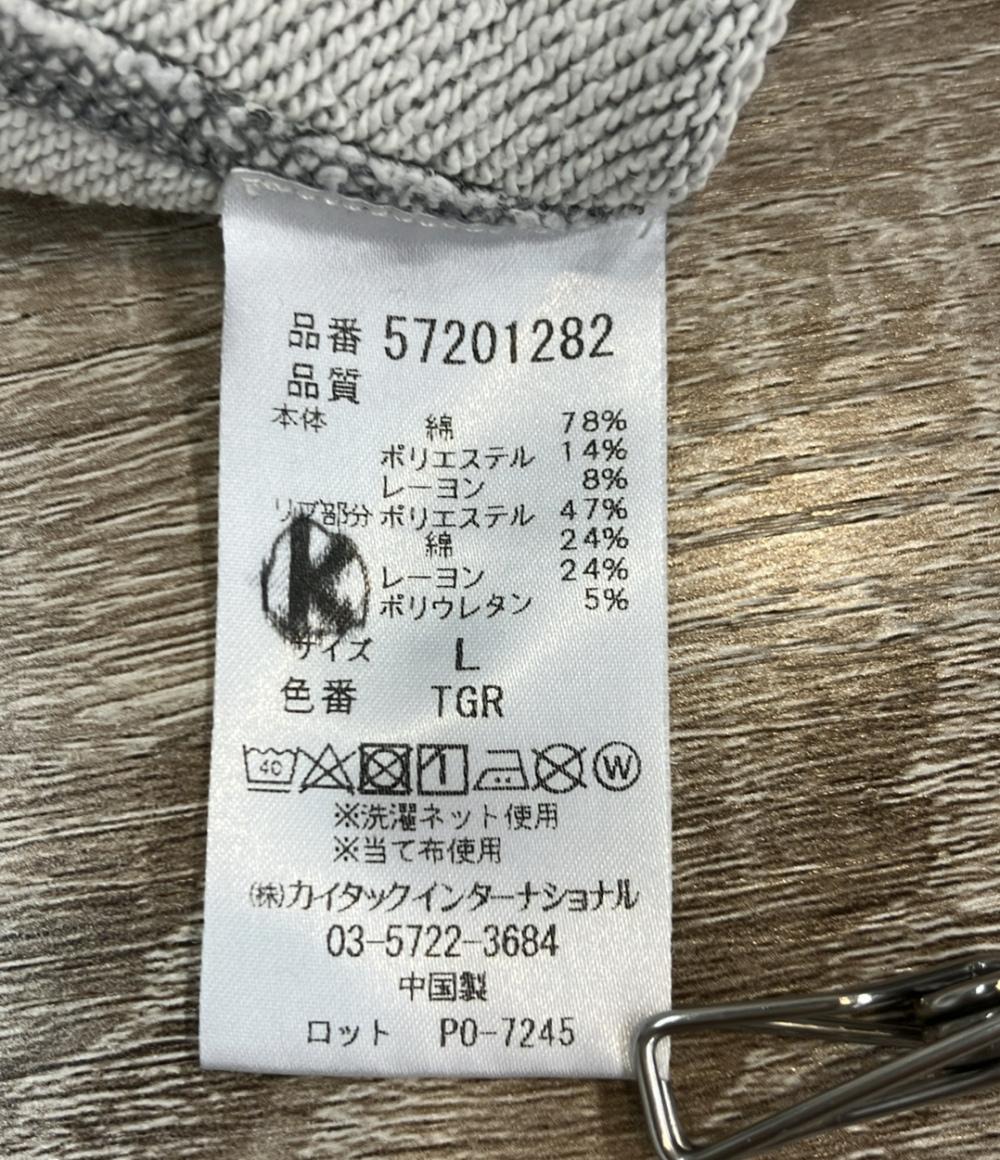 品番 57201282
品質
本体 綿 78%
ポリエステル 14%
レーヨン 8%
リブ部分 ポリエステル 47%
綿 24%
レーヨン 24%
ポリウレタン 5%
K
サイズ L
色番 TGR
40 W
※洗濯ネット使用
※当て布使用
(株)カイタックインターナショナル
03-5722-3684
中国製
ロット PO-7245